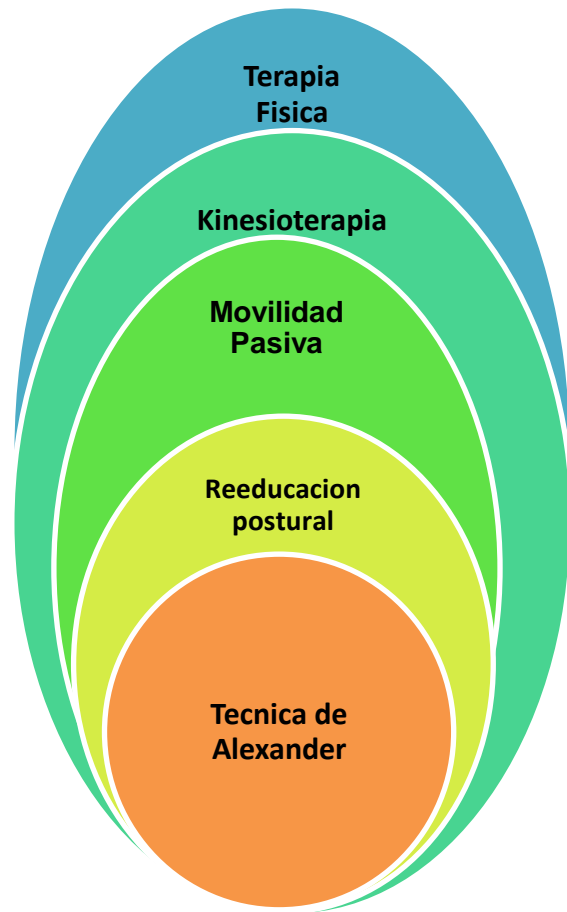 Terapia
Fisica
Kinesioterapia
Movilidad
Pasiva
Reeducacion
postural
Tecnica de
Alexander